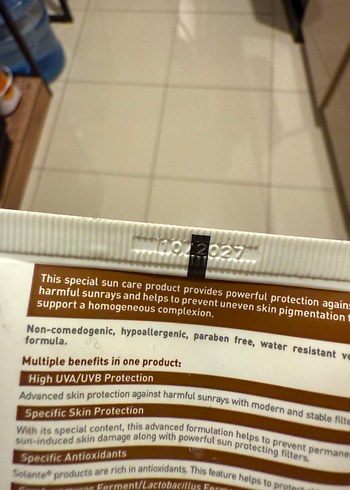 10.2027
This special sun care product provides powerful protection against
harmful sunrays and helps to prevent uneven skin pigmentation
support a homogeneous complexion.
Non-comedogenic, hypoallergenic, paraben free, water resistant
formula.
Multiple benefits in one product:
High UVA/UVB Protection
Advanced skin protection against harmful sunrays with modern and stable
Specific Skin Protection
With its special content, this advanced formulation helps to prevent
sun-induced skin damage along with powerful sun protecting filters.
Specific Antioxidants
Solante® products are rich in antioxidants. This feature helps to
Ferment/Lactobacillus